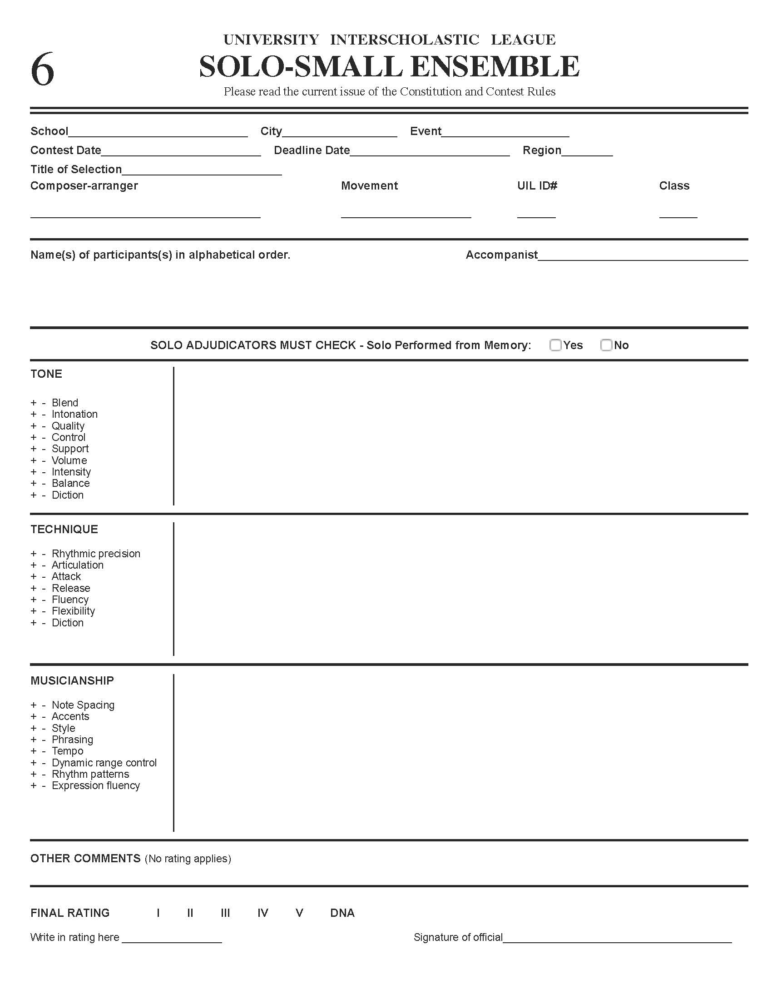 UNIVERSITY INTERSCHOLASTIC LEAGUE
6
SOLO-SMALL ENSEMBLE
Please read the current issue of the Constitution and Contest Rules
School City Event
Contest Date Deadline Date Region
Title of Selection
Composer-arranger Movement UIL ID# Class
Name(s) of participants(s) in alphabetical order. Accompanist
SOLO ADJUDICATORS MUST CHECK - Solo Performed from Memory: Yes No
TONE
+ - Blend
+ - Intonation
+ - Quality
+ - Control
+ - Support
+ - Volume
+ - Intensity
+ - Balance
+ - Diction
TECHNIQUE
+ - Rhythmic precision
+ - Articulation
+ - Attack
+ - Release
+ - Fluency
+ - Flexibility
+ - Diction
MUSICIANSHIP
+ - Note Spacing
+ - Accents
+ - Style
+ - Phrasing
+ - Tempo
+ - Dynamic range control
+ - Rhythm patterns
+ - Expression fluency
OTHER COMMENTS (No rating applies)
FINAL RATING I II III IV V DNA
Write in rating here Signature of official